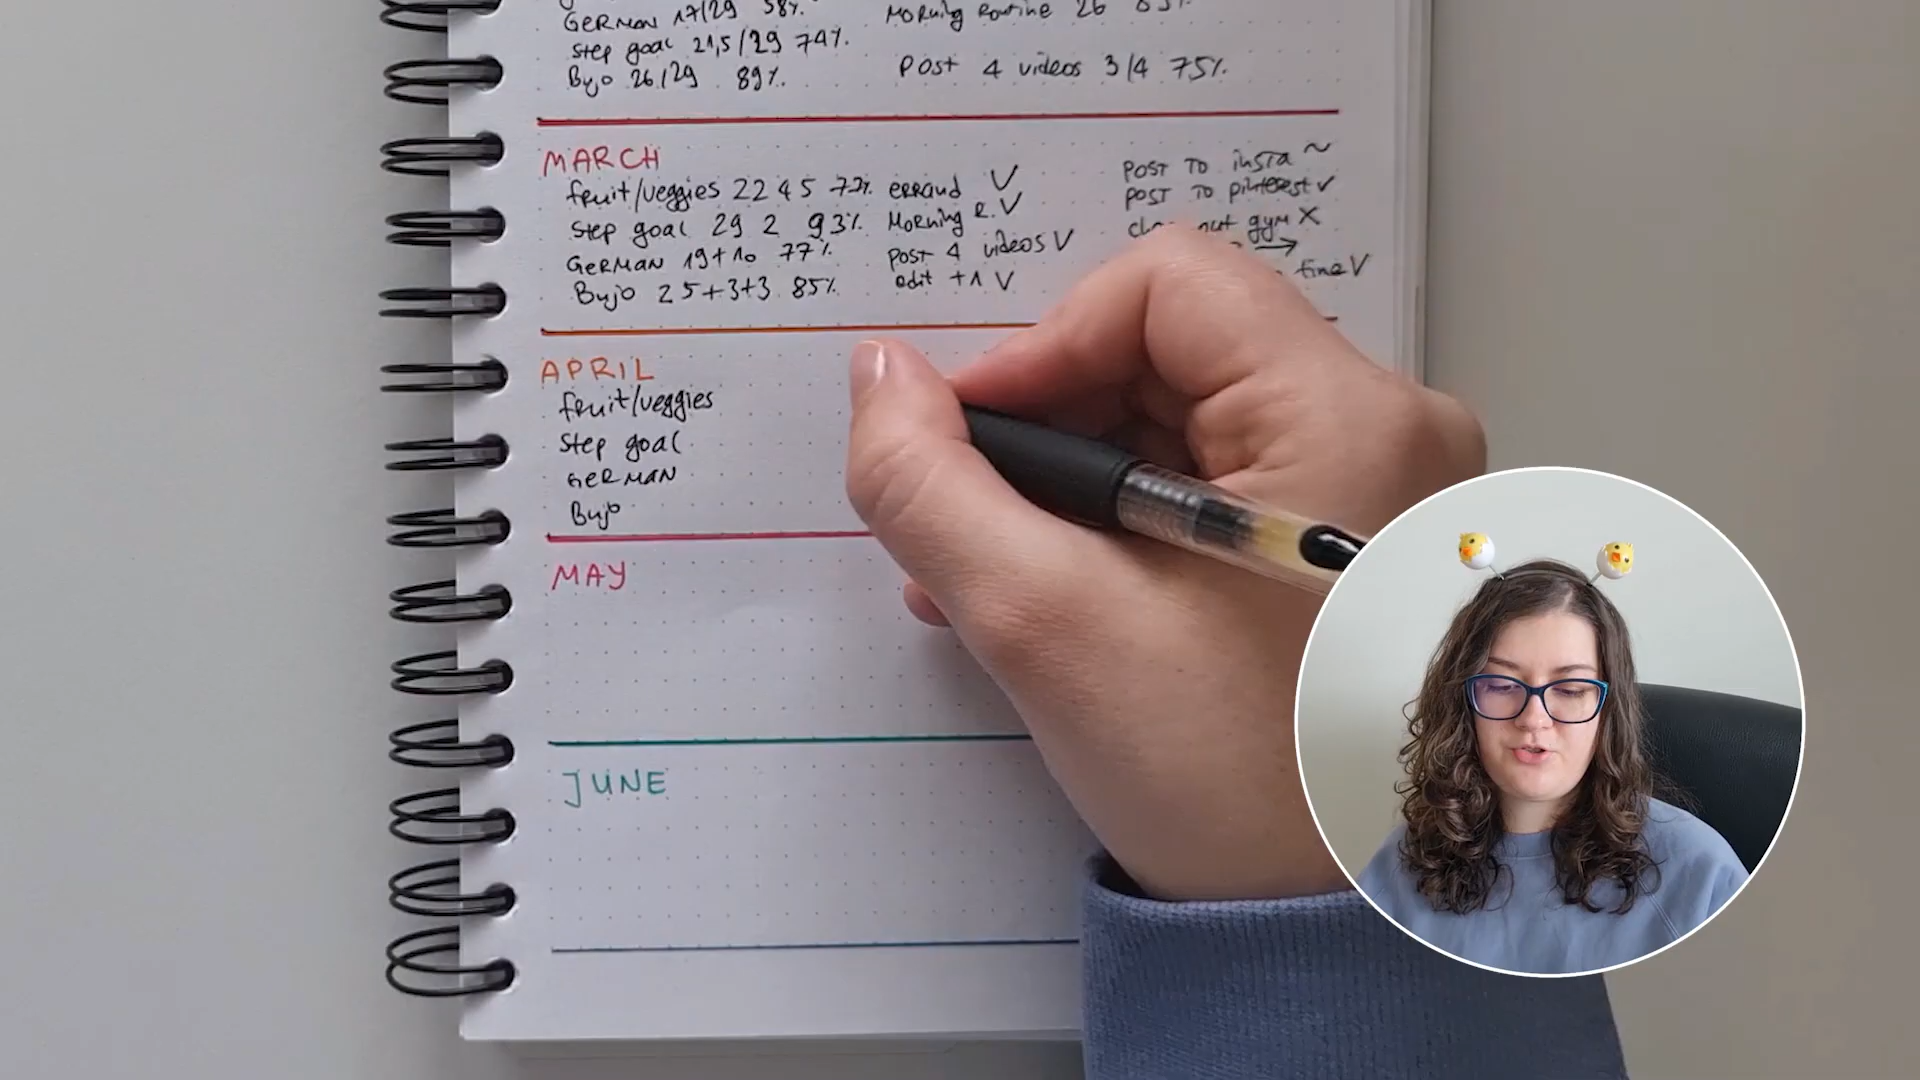 GERMAN 17/29 58%.
Step goal 21,5/29 74%.
Bujo 26/29 89%.
Morning Routine 26
Post 4 videos 3/4 75%.
MARCH
fruit/veggies 22 4 5
Step goal 29 2 93%.
GERMAN 19+10 77%
Bujo 25+3+3 85%
errand V
Morning R. V
Post 4 videos V
edit +1 V
POST TO insta ~
POST TO pinterest ✓
gym X
→
fine V
APRIL
fruit/veggies
Step goal
GERMAN
Bujo
MAY
JUNE